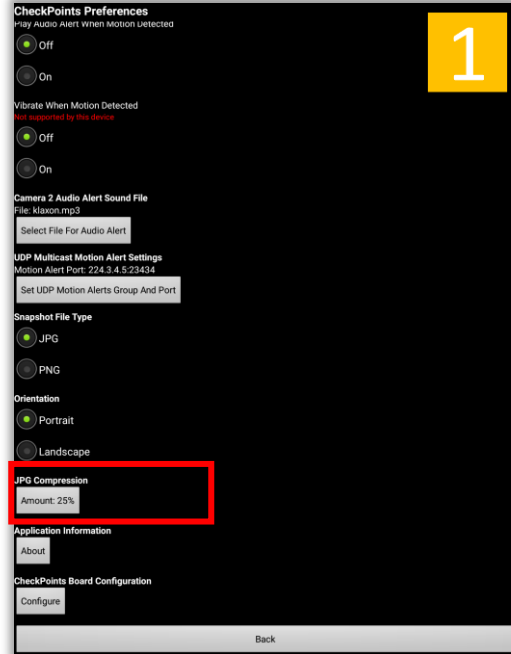 CheckPoints Preferences
Play Audio Alert When Motion Detected
1
Off
On
Vibrate When Motion Detected
Not supported by this device
Off
On
Camera 2 Audio Alert Sound File
File: klaxon.mp3
Select File For Audio Alert
UDP Multicast Motion Alert Settings
Motion Alert Port: 224.3.4.5:23434
Set UDP Motion Alerts Group And Port
Snapshot File Type
JPG
PNG
Orientation
Portrait
Landscape
JPG Compression
Amount: 25%
Application Information
About
CheckPoints Board Configuration
Configure
Back